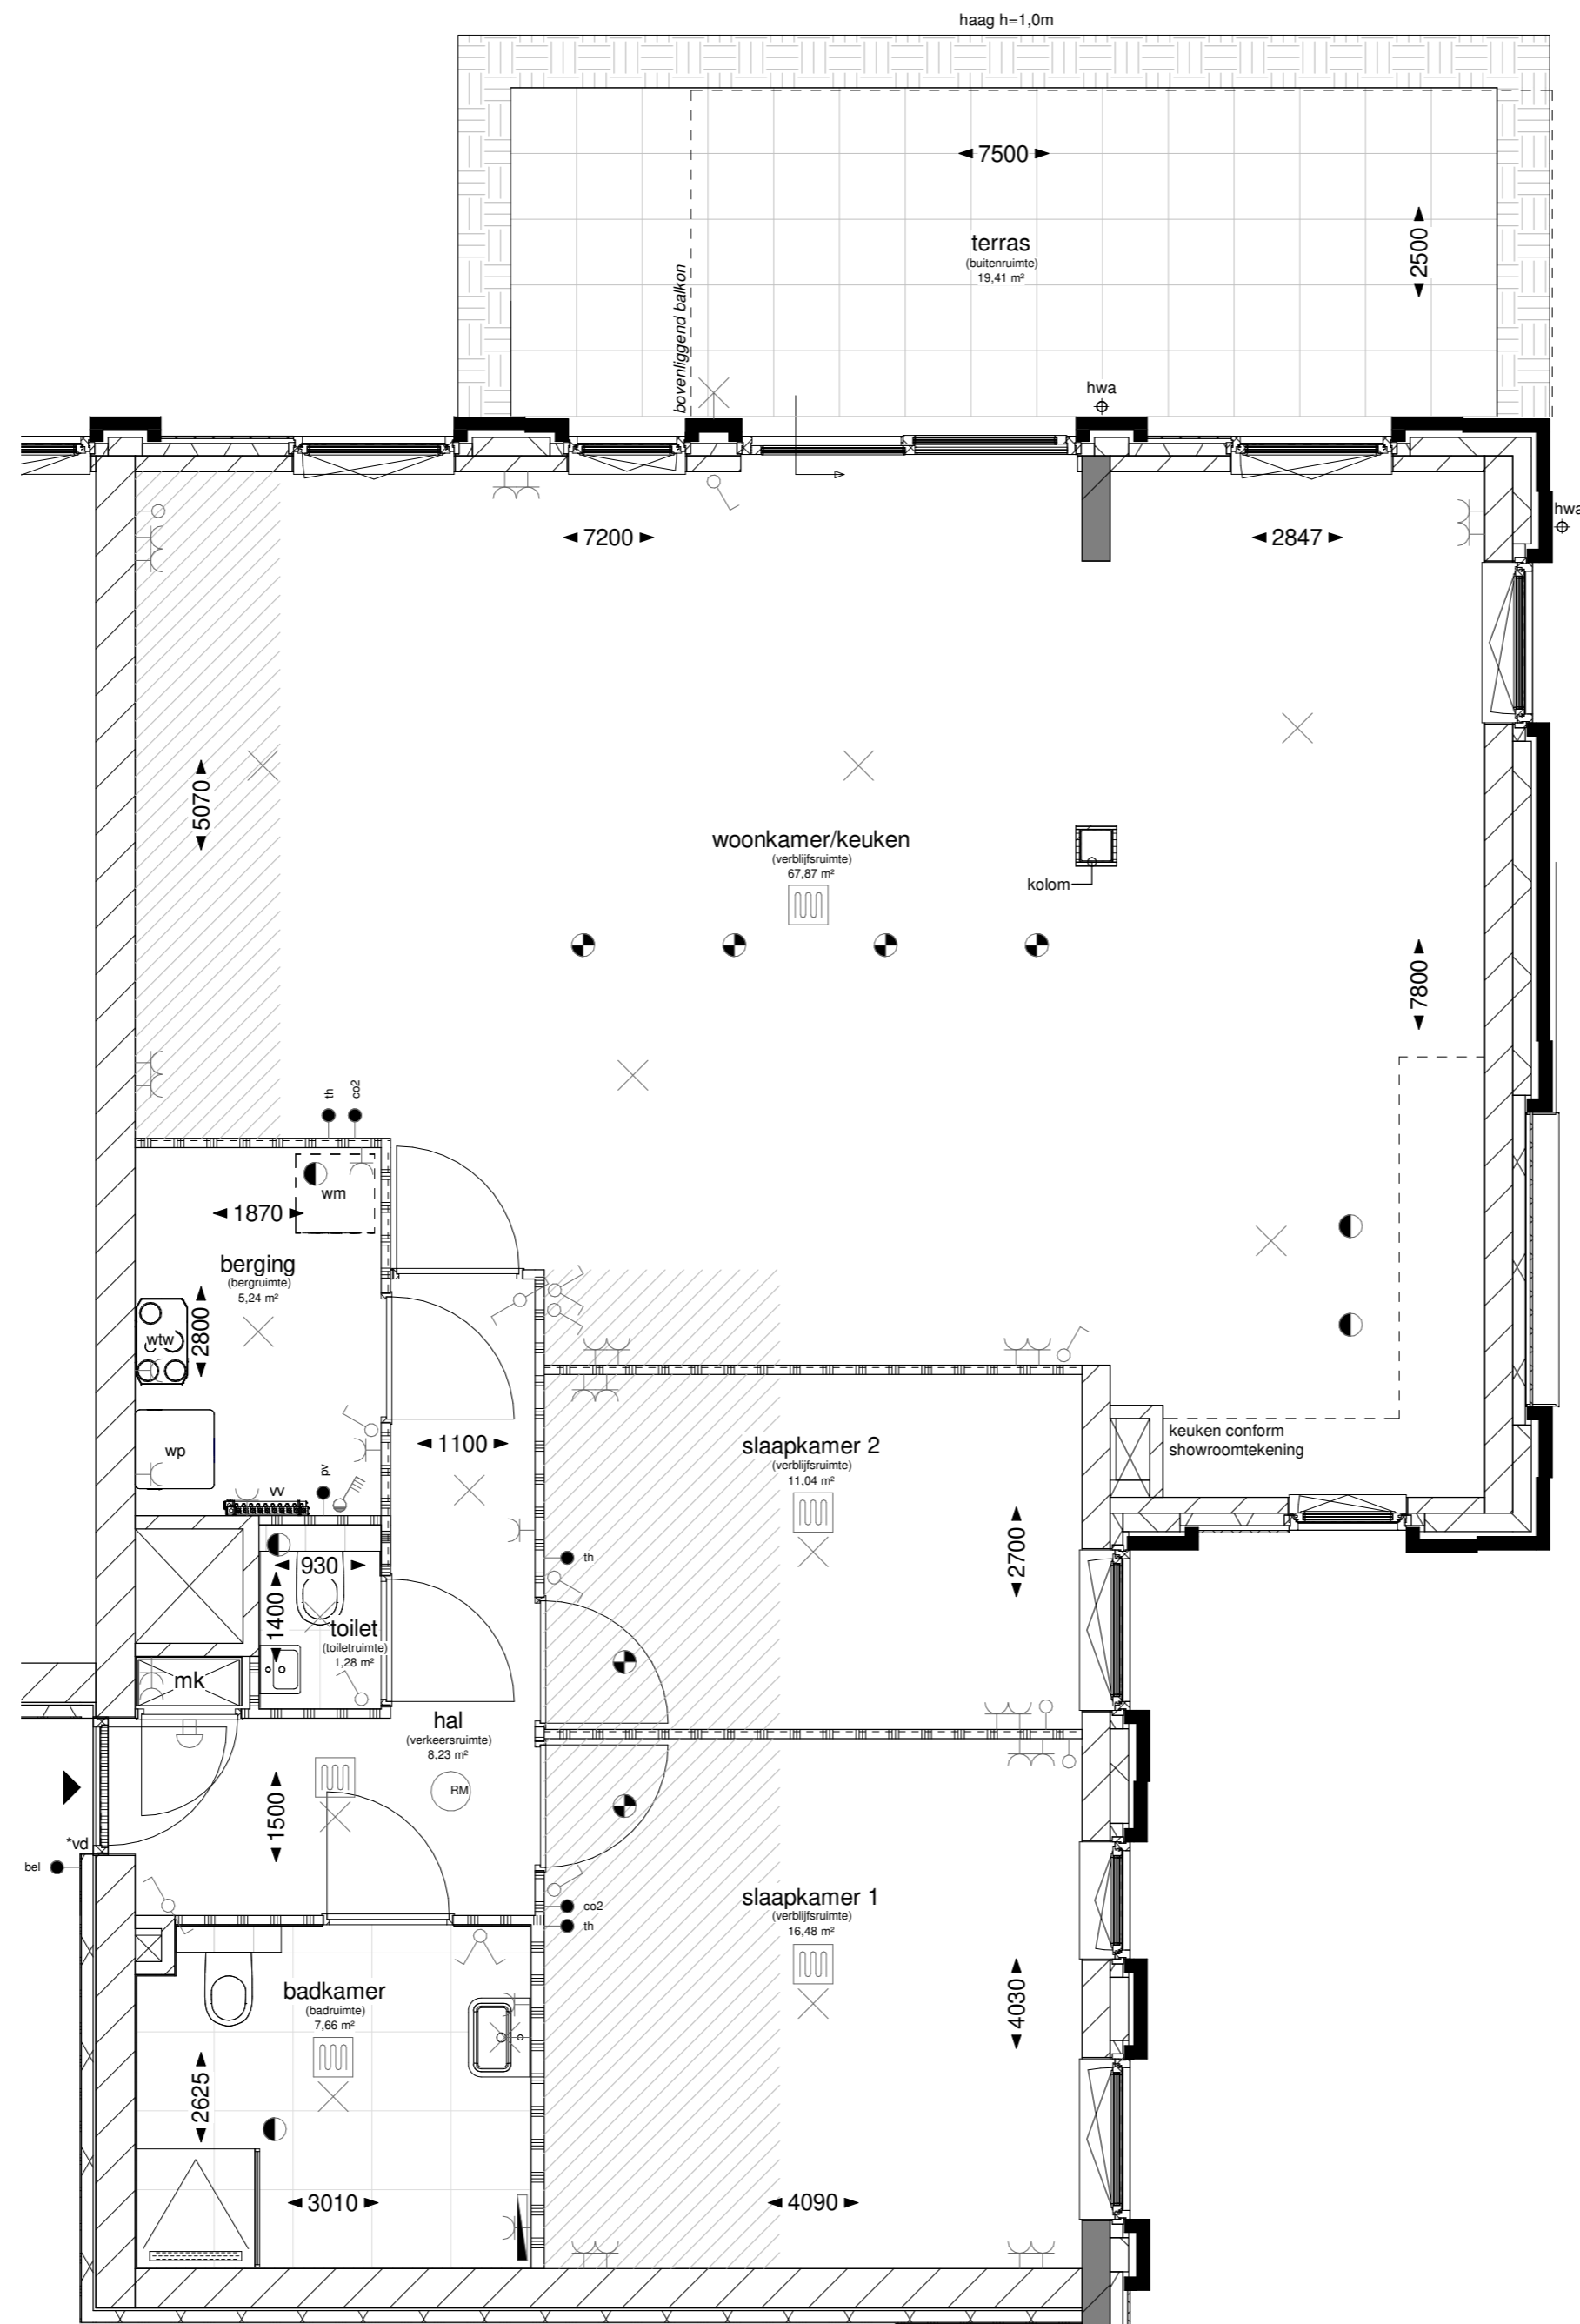 haag h=1,0m
7500
2500
terras
(buitenruimte)
19,41 m²
bovenliggend balkon
hwa
hwa
7200
2847
5070
woonkamer/keuken
(verblijfsruimte)
67,87 m²
kolom
7800
th
co2
wm
1870
berging
(bergruimte)
5,24 m²
wtw
2800
wp
vv
pv
1100
keuken conform
showroomtekening
slaapkamer 2
(verblijfsruimte)
11,04 m²
2700
th
930
1400
toilet
(toiletruimte)
1,28 m²
mk
hal
(verkeersruimte)
8,23 m²
RM
1500
*vd
bel
co2
th
slaapkamer 1
(verblijfsruimte)
16,48 m²
4030
badkamer
(badruimte)
7,66 m²
2625
3010
4090